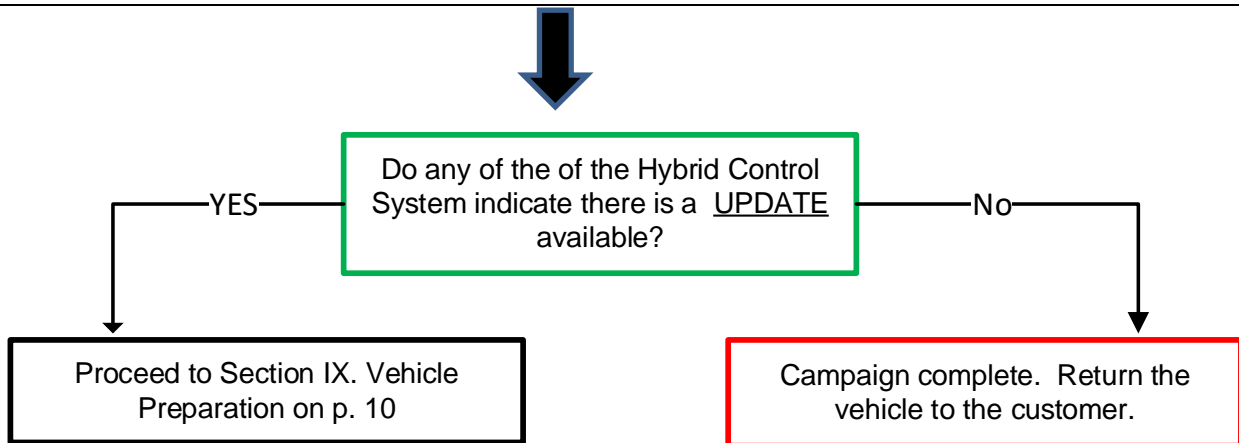 Do any of the of the Hybrid Control
System indicate there is a UPDATE
available?
YES
No
Proceed to Section IX. Vehicle
Preparation on p. 10
Campaign complete. Return the
vehicle to the customer.